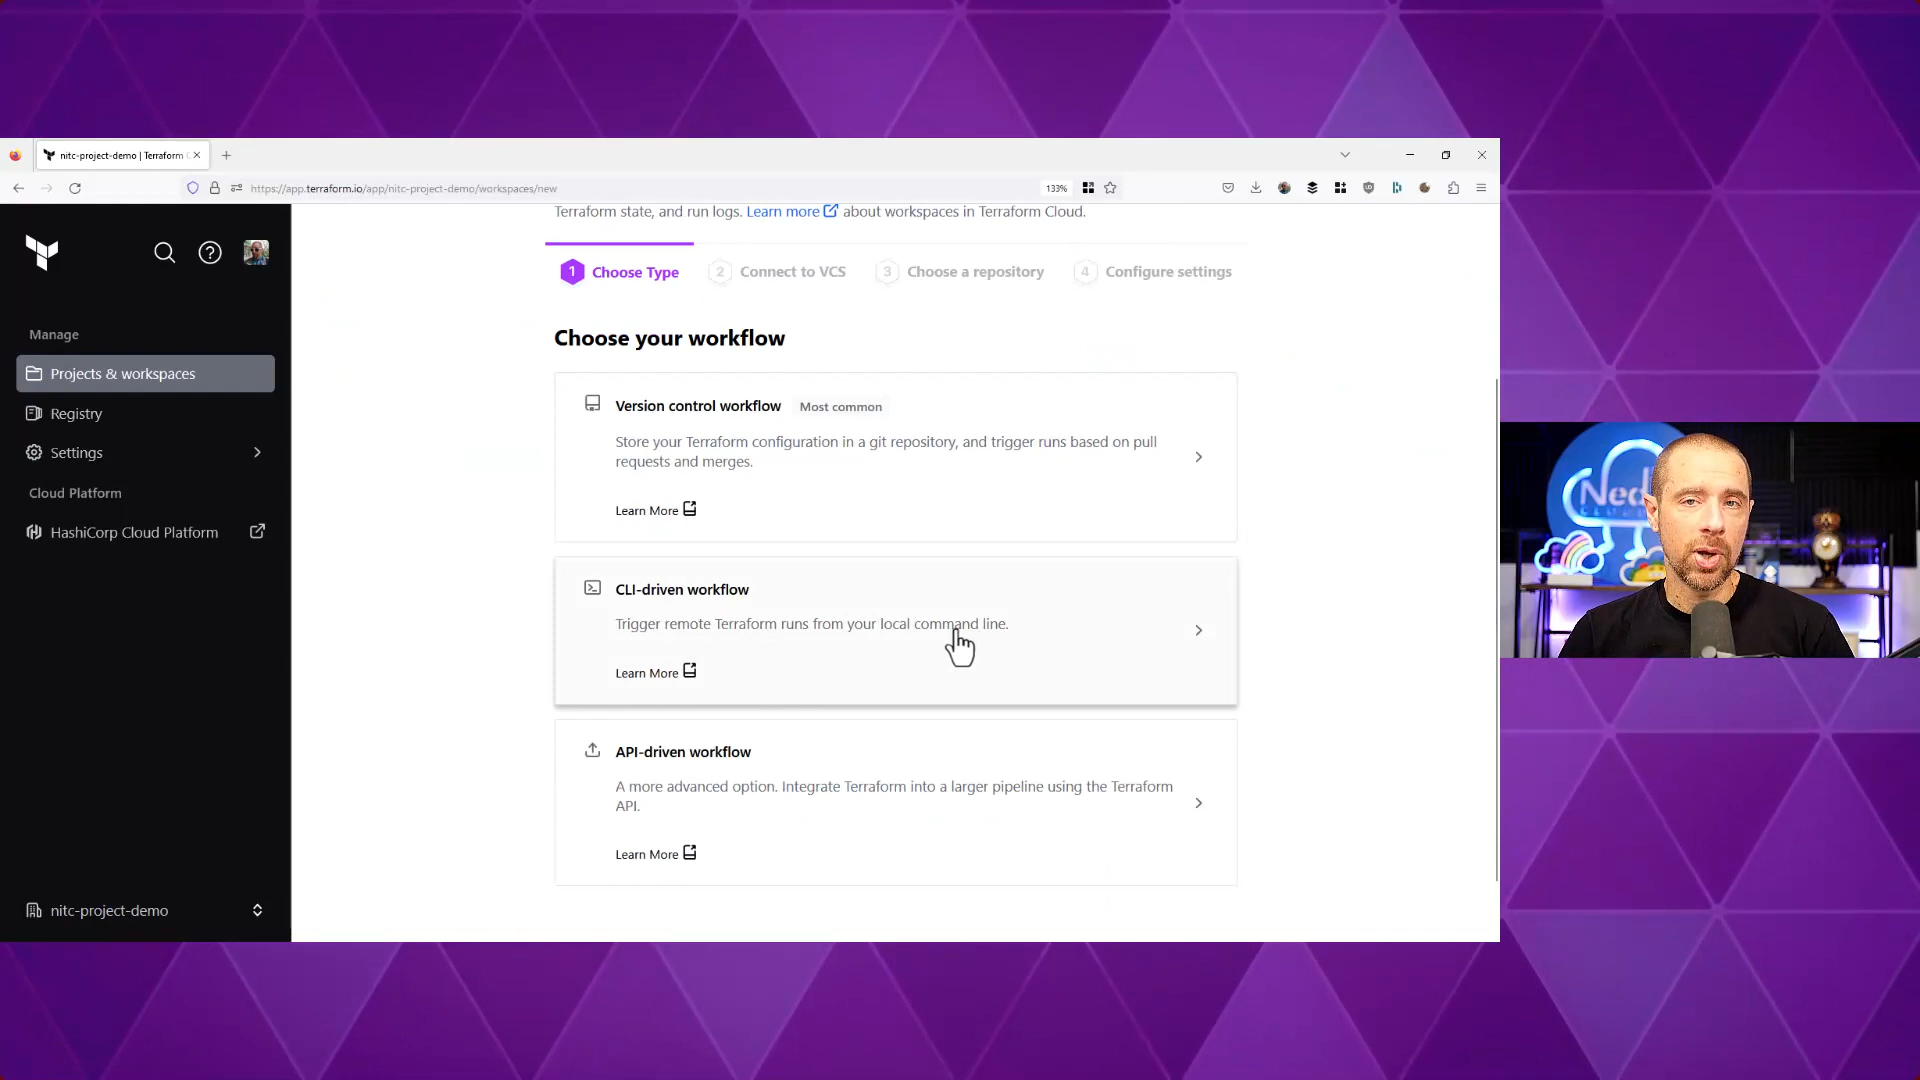 nitc-project-demo | Terraform C
https://app.terraform.io/app/nitc-project-demo/workspaces/new
133%
Terraform state, and run logs. Learn more about workspaces in Terraform Cloud.
1 Choose Type
2 Connect to VCS
3 Choose a repository
4 Configure settings
Manage
Projects & workspaces
Registry
Settings
Cloud Platform
HashiCorp Cloud Platform
nitc-project-demo
Choose your workflow
Version control workflow Most common
Store your Terraform configuration in a git repository, and trigger runs based on pull
requests and merges.
Learn More
CLI-driven workflow
Trigger remote Terraform runs from your local command line.
Learn More
API-driven workflow
A more advanced option. Integrate Terraform into a larger pipeline using the Terraform
API.
Learn More
Ned